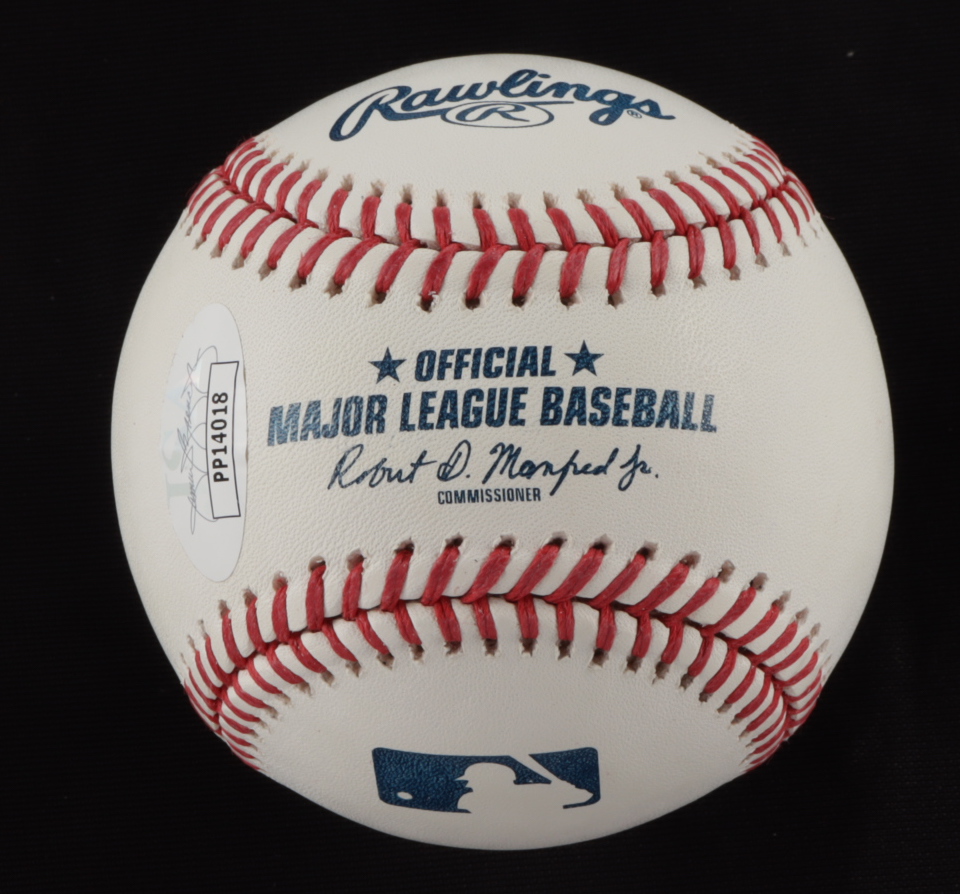 Rawlings®
R
★ OFFICIAL ★
MAJOR LEAGUE BASEBALL
Robert D. Manfred Jr.
COMMISSIONER
PP14018